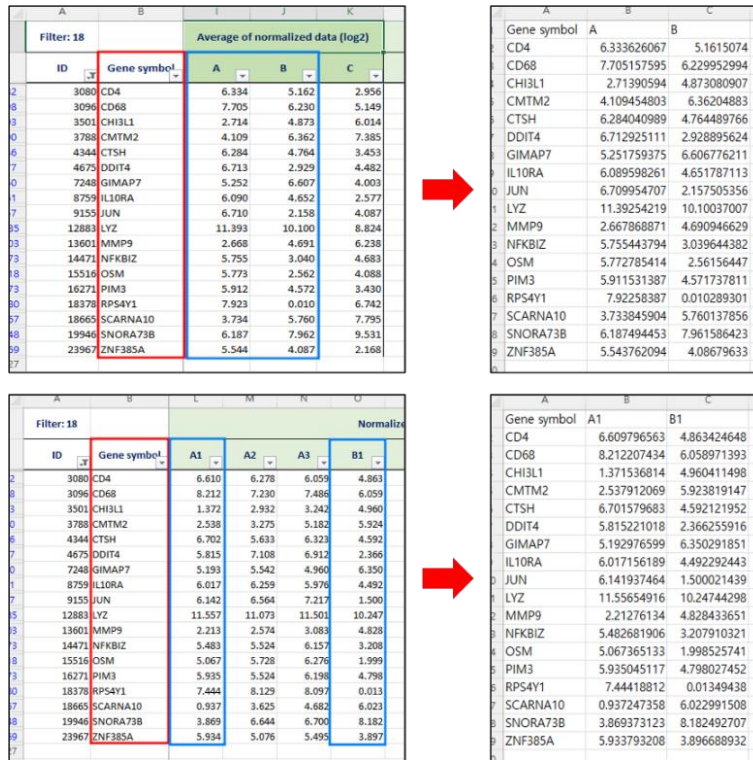 A B I J K
Filter: 18 Average of normalized data (log2)
ID Gene symbol A B C
3080 CD4 6.334 5.162 2.956
3096 CD68 7.705 6.230 5.149
3501 CHI3L1 2.714 4.873 6.014
3788 CMTM2 4.109 6.362 7.385
4344 CTSH 6.284 4.764 3.453
4675 DDIT4 6.713 2.929 4.482
7248 GIMAP7 5.252 6.607 4.003
8759 IL10RA 6.090 4.652 2.577
9155 JUN 6.710 2.158 4.087
12883 LYZ 11.393 10.100 8.824
13601 MMP9 2.668 4.691 6.238
14471 NFKBIZ 5.755 3.040 4.683
15516 OSM 5.773 2.562 4.088
16271 PIM3 5.912 4.572 3.430
18378 RPS4Y1 7.923 0.010 6.742
18665 SCARNA10 3.734 5.760 7.795
19946 SNORA73B 6.187 7.962 9.531
23967 ZNF385A 5.544 4.087 2.168
A B C
Gene symbol A B
CD4 6.333626067 5.1615074
CD68 7.705157595 6.229952994
CHI3L1 2.71390594 4.873080907
CMTM2 4.109454803 6.36204883
CTSH 6.284040989 4.764489766
DDIT4 6.712925111 2.928895624
GIMAP7 5.251759375 6.606776211
IL10RA 6.089598261 4.651787113
JUN 6.709954707 2.157505356
LYZ 11.39254219 10.10037007
MMP9 2.667868871 4.690946629
NFKBIZ 5.755443794 3.039644382
OSM 5.772785414 2.56156447
PIM3 5.911531387 4.571737811
RPS4Y1 7.92258387 0.010289301
SCARNA10 3.733845904 5.760137856
SNORA73B 6.187494453 7.961586423
ZNF385A 5.543762094 4.08679633
A B L M N O
Filter: 18 Normalize
ID Gene symbol A1 A2 A3 B1
3080 CD4 6.610 6.278 6.059 4.863
3096 CD68 8.212 7.230 7.486 6.059
3501 CHI3L1 1.372 2.932 3.242 4.960
3788 CMTM2 2.538 3.275 5.182 5.924
4344 CTSH 6.702 5.633 6.323 4.592
4675 DDIT4 5.815 7.108 6.912 2.366
7248 GIMAP7 5.193 5.542 4.960 6.350
8759 IL10RA 6.017 6.259 5.976 4.492
9155 JUN 6.142 6.564 7.217 1.500
12883 LYZ 11.557 11.073 11.501 10.247
13601 MMP9 2.213 2.574 3.083 4.828
14471 NFKBIZ 5.483 5.524 6.157 3.208
15516 OSM 5.067 5.728 6.276 1.999
16271 PIM3 5.935 5.524 6.198 4.798
18378 RPS4Y1 7.444 8.129 8.097 0.013
18665 SCARNA10 0.937 3.625 4.682 6.023
19946 SNORA73B 3.869 6.644 6.700 8.182
23967 ZNF385A 5.934 5.076 5.495 3.897
A B C
Gene symbol A1 B1
CD4 6.609796563 4.863424648
CD68 8.212207434 6.058971393
CHI3L1 1.371536814 4.960411498
CMTM2 2.537912069 5.923819147
CTSH 6.701579683 4.592121952
DDIT4 5.815221018 2.366255916
GIMAP7 5.192976599 6.350291851
IL10RA 6.017156189 4.492292443
JUN 6.141937464 1.500021439
LYZ 11.55654916 10.24744298
MMP9 2.21276134 4.828433651
NFKBIZ 5.482681906 3.207910321
OSM 5.067365133 1.998525741
PIM3 5.935045117 4.798027452
RPS4Y1 7.44418812 0.01349438
SCARNA10 0.937247358 6.022991508
SNORA73B 3.869373123 8.182492707
ZNF385A 5.933793208 3.896688932